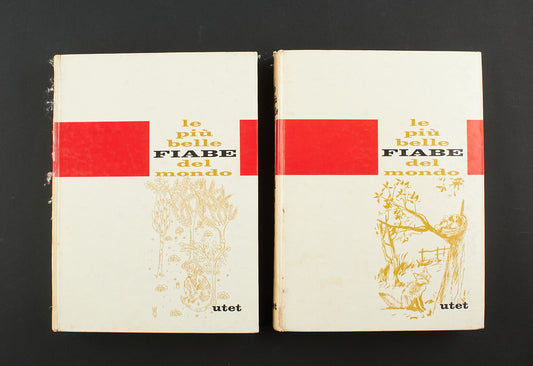 le
più
belle
FIABE
del
mondo
utet
le
più
belle
FIABE
del
mondo
utet